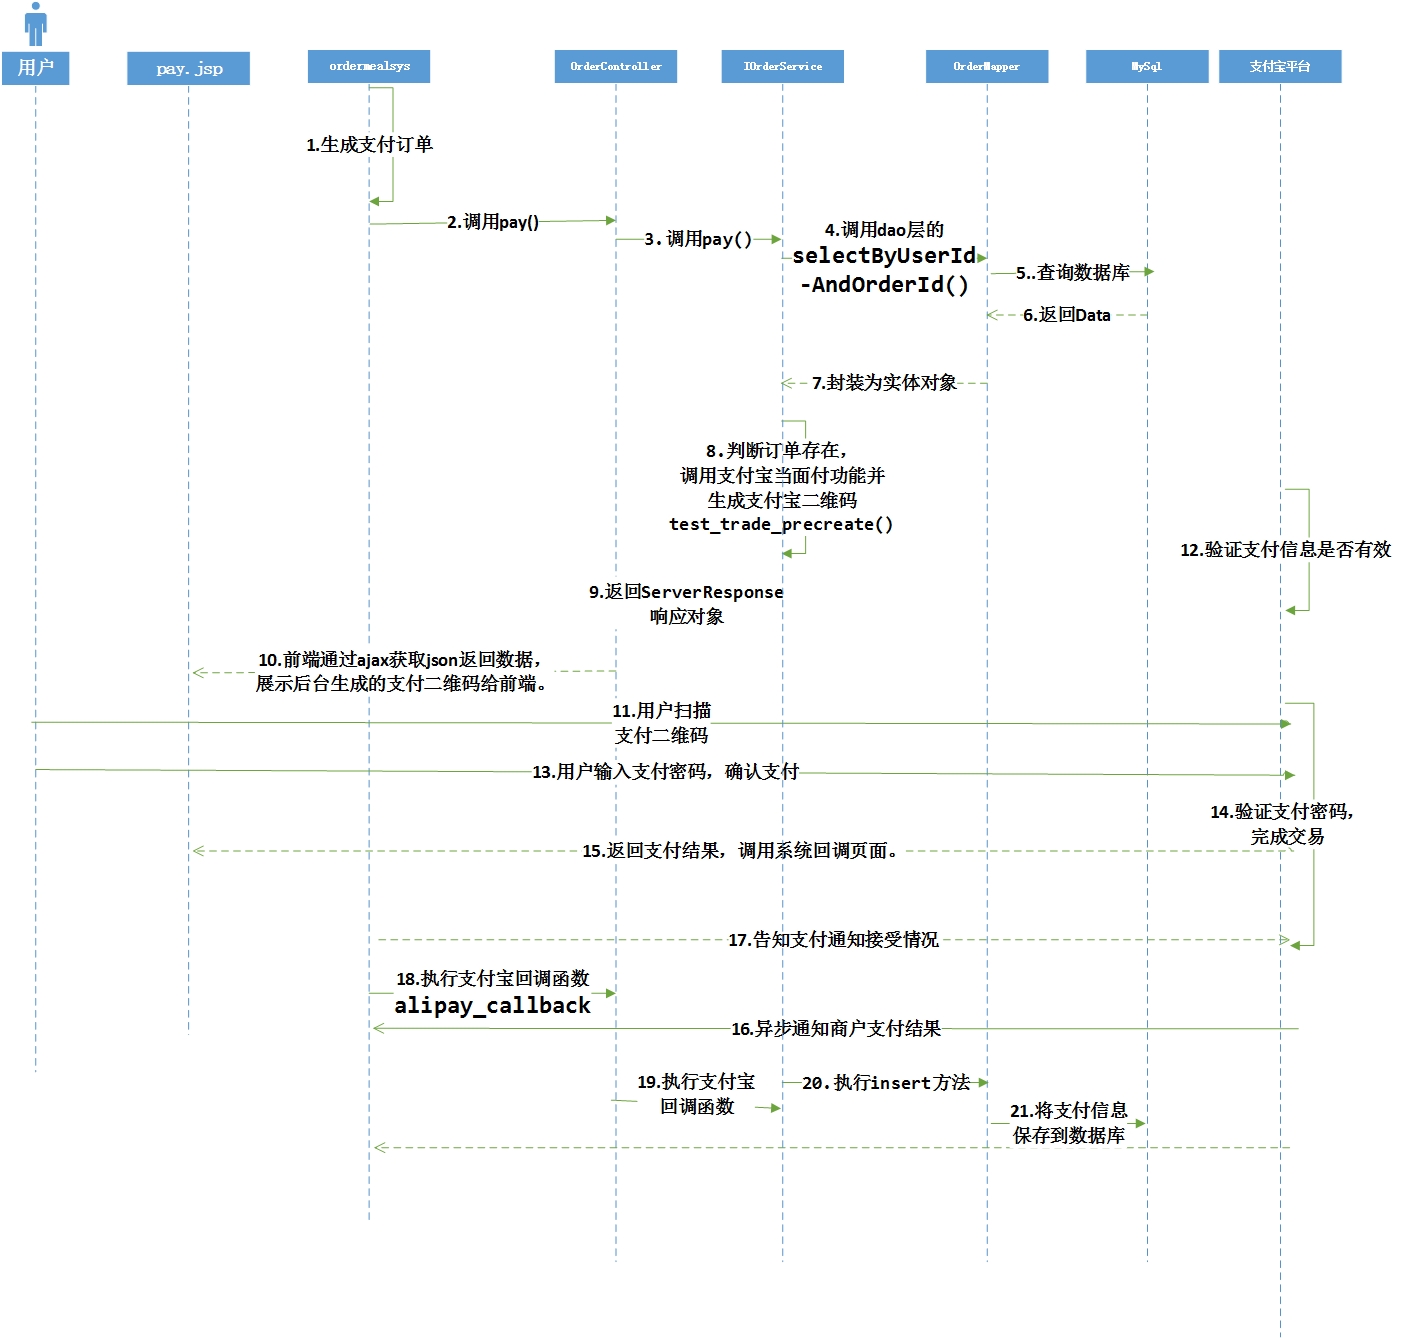 用户
pay.jsp
ordermealsys
OrderController
IOrderService
OrderMapper
MySql
支付宝平台
1.生成支付订单
2.调用pay()
3.调用pay()
4.调用dao层的
selectByUserId
-AndOrderId()
5..查询数据库
6.返回Data
7.封装为实体对象
8.判断订单存在，
调用支付宝当面付功能并
生成支付宝二维码
test_trade_precreate()
12.验证支付信息是否有效
9.返回ServerResponse
响应对象
10.前端通过ajax获取json返回数据，
展示后台生成的支付二维码给前端。
11.用户扫描
支付二维码
13.用户输入支付密码，确认支付
14.验证支付密码，
完成交易
15.返回支付结果，调用系统回调页面。
17.告知支付通知接受情况
18.执行支付宝回调函数
alipay_callback
16.异步通知商户支付结果
19.执行支付宝
回调函数
20.执行insert方法
21.将支付信息
保存到数据库